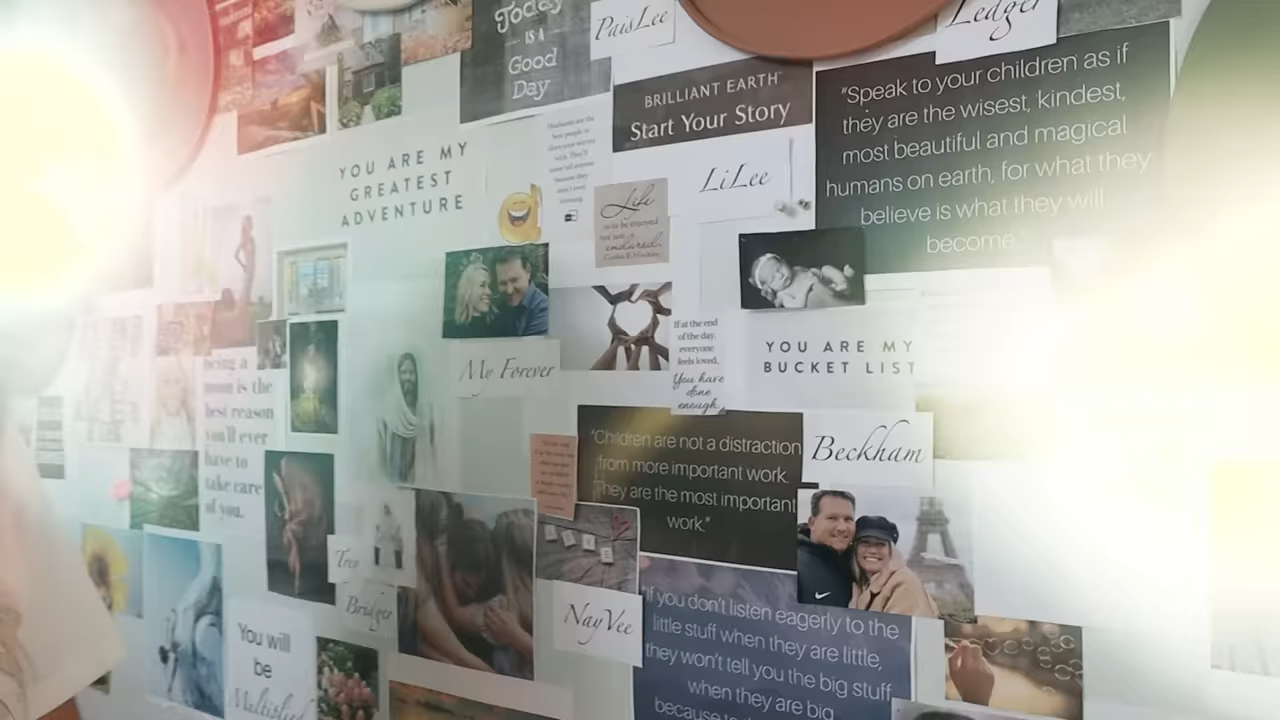 Today
IS A
Good
Day
PaisLee
Ledger
BRILLIANT EARTH
Start Your Story
"Speak to your children as if
they are the wisest, kindest,
most beautiful and magical
humans on earth, for what they
believe is what they will
become."
YOU ARE MY
GREATEST
ADVENTURE
LiLee
Life
is to be enjoyed
not just
endured.
My Forever
If at the end
of the day,
everyone
feels loved,
You have
done
enough.
YOU ARE MY
BUCKET LIST
being a
mom is the
best reason
you'll ever
have to
take care
of you.
"Children are not a distraction
from more important work.
They are the most important
work."
Beckham
Trey
Bridger
NayVee
"If you don't listen eagerly to the
little stuff when they are little,
they won't tell you the big stuff
when they are big,
because to
You will
be
Multiplied